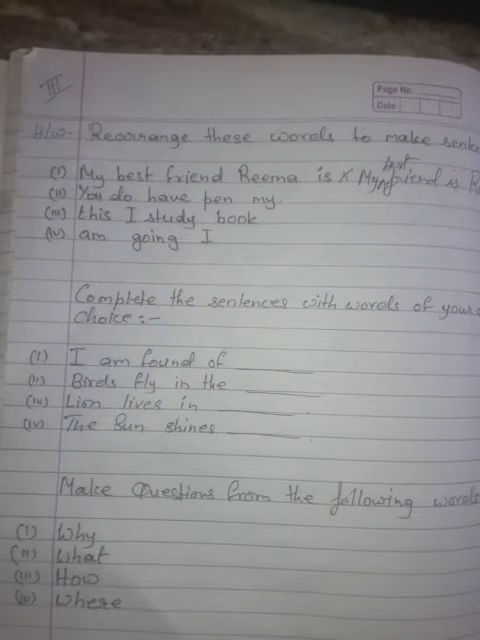 III
Page No.
Date
H/W:- Rearrange these words to make
(I) My best friend Reema is x My best friend is
(II) You do have pen my.
(III) this I study book.
(IV) am going I
Complete the sentences with words of your
choice:-
(I) I am found of
(II) Birds fly in the
(III) Lion lives in
(IV) The Sun shines
Make Questions from the following words
(I) Why
(II) What
(III) How
(IV) Where